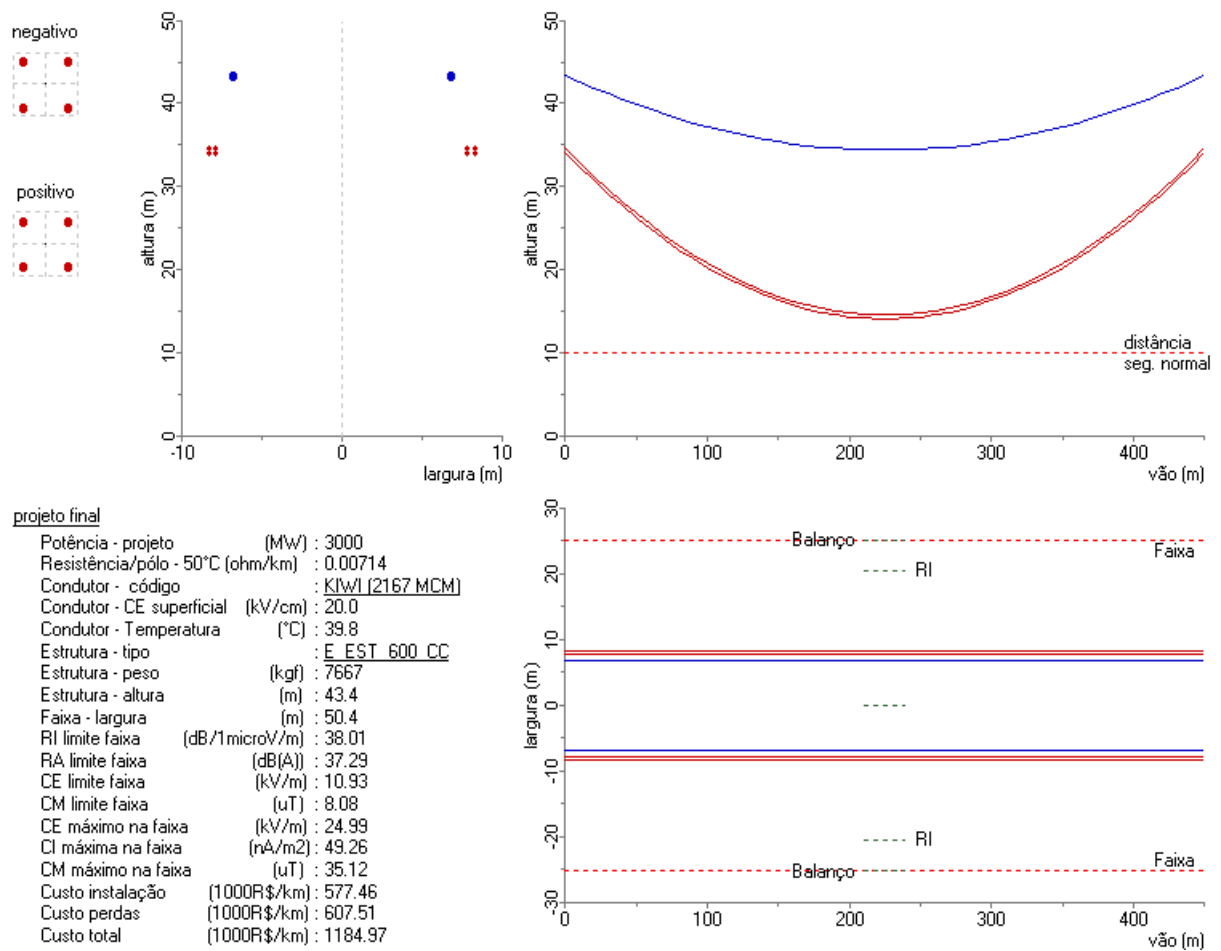 negativo
positivo
50
40
30
20
10
0
altura (m)
-10
0
10
largura (m)
50
40
30
20
10
0
altura (m)
distância
seg. normal
0
100
200
300
400
vão (m)
projeto final
Potência - projeto (MW) : 3000
Resistência/pólo - 50°C (ohm/km) : 0.00714
Condutor - código : KIWI (2167 MCM)
Condutor - CE superficial (kV/cm) : 20.0
Condutor - Temperatura (°C) : 39.8
Estrutura - tipo : E_EST_600_CC
Estrutura - peso (kgf) : 7667
Estrutura - altura (m) : 43.4
Faixa - largura (m) : 50.4
RI limite faixa (dB/1microV/m) : 38.01
RA limite faixa (dB(A)) : 37.29
CE limite faixa (kV/m) : 10.93
CM limite faixa (uT) : 8.08
CE máximo na faixa (kV/m) : 24.99
CI máxima na faixa (nA/m2) : 49.26
CM máximo na faixa (uT) : 35.12
Custo instalação (1000R$/km) : 577.46
Custo perdas (1000R$/km) : 607.51
Custo total (1000R$/km) : 1184.97
30
20
10
0
-10
-20
-30
largura (m)
Balanço
Faixa
RI
RI
Faixa
Balanço
0
100
200
300
400
vão (m)